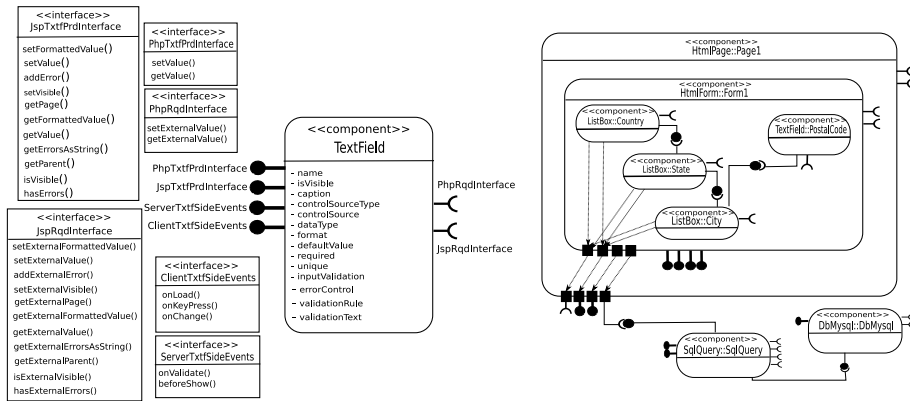 <<interface>>
JspTxtfPrdInterface
setFormattedValue()
setValue()
addError()
setVisible()
getPage()
getFormattedValue()
getValue()
getErrorsAsString()
getParent()
isVisible()
hasErrors()
<<interface>>
PhpTxtfPrdInterface
setValue()
getValue()
<<interface>>
PhpRqdInterface
setExternalValue()
getExternalValue()
<<interface>>
JspRqdInterface
setExternalFormattedValue()
setExternalValue()
addExternalError()
setExternalVisible()
getExternalPage()
getExternalFormattedValue()
getExternalValue()
getExternalErrorsAsString()
getExternalParent()
isExternalVisible()
hasExternalErrors()
<<interface>>
ClientTxtfSideEvents
onLoad()
onKeyPress()
onChange()
<<interface>>
ServerTxtfSideEvents
onValidate()
beforeShow()
PhpTxtfPrdInterface
JspTxtfPrdInterface
ServerTxtfSideEvents
ClientTxtfSideEvents
<<component>>
TextField
- name
- isVisible
- caption
- controlSourceType
- controlSource
- dataType
- format
- defaultValue
- required
- unique
- inputValidation
- errorControl
- validationRule
- validationText
PhpRqdInterface
JspRqdInterface
<<component>>
HtmlPage::Page1
<<component>>
HtmlForm::Form1
<<component>>
ListBox::Country
<<component>>
TextField::PostalCode
<<component>>
ListBox::State
<<component>>
ListBox::City
<<component>>
SqlQuery::SqlQuery
<<component>>
DbMysql::DbMysql